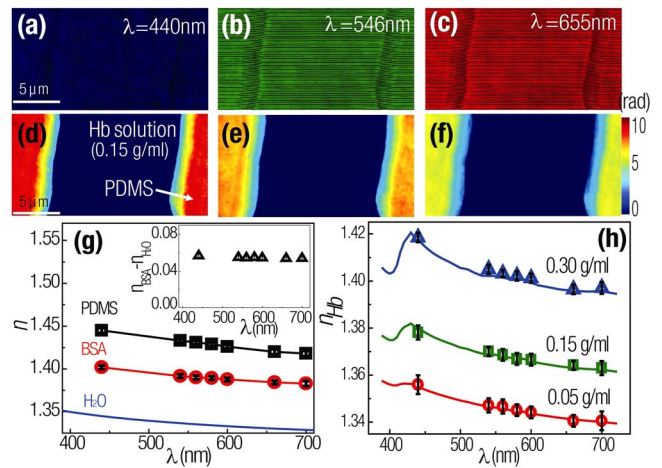 (a) λ=440nm
5μm
(b) λ=546nm
(c) λ=655nm
(rad)
(d) Hb solution
(0.15 g/ml)
PDMS
5μm
(e)
(f)
10
5
0
(g)
n
1.55
1.50
1.45
1.40
1.35
PDMS
BSA
H2O
400 500 600 700
λ(nm)
nBSA-nH2O
0.08
0.04
0.00
400 500 600 700
λ(nm)
(h)
nHb
1.42
1.40
1.38
1.36
1.34
0.30 g/ml
0.15 g/ml
0.05 g/ml
400 500 600 700
λ(nm)